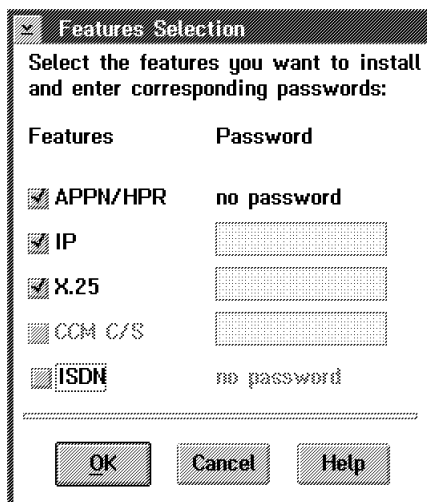 Features Selection
Select the features you want to install
and enter corresponding passwords:
Features Password
APPN/HPR no password
IP
X.25
CCM C/S
ISDN no password
OK Cancel Help